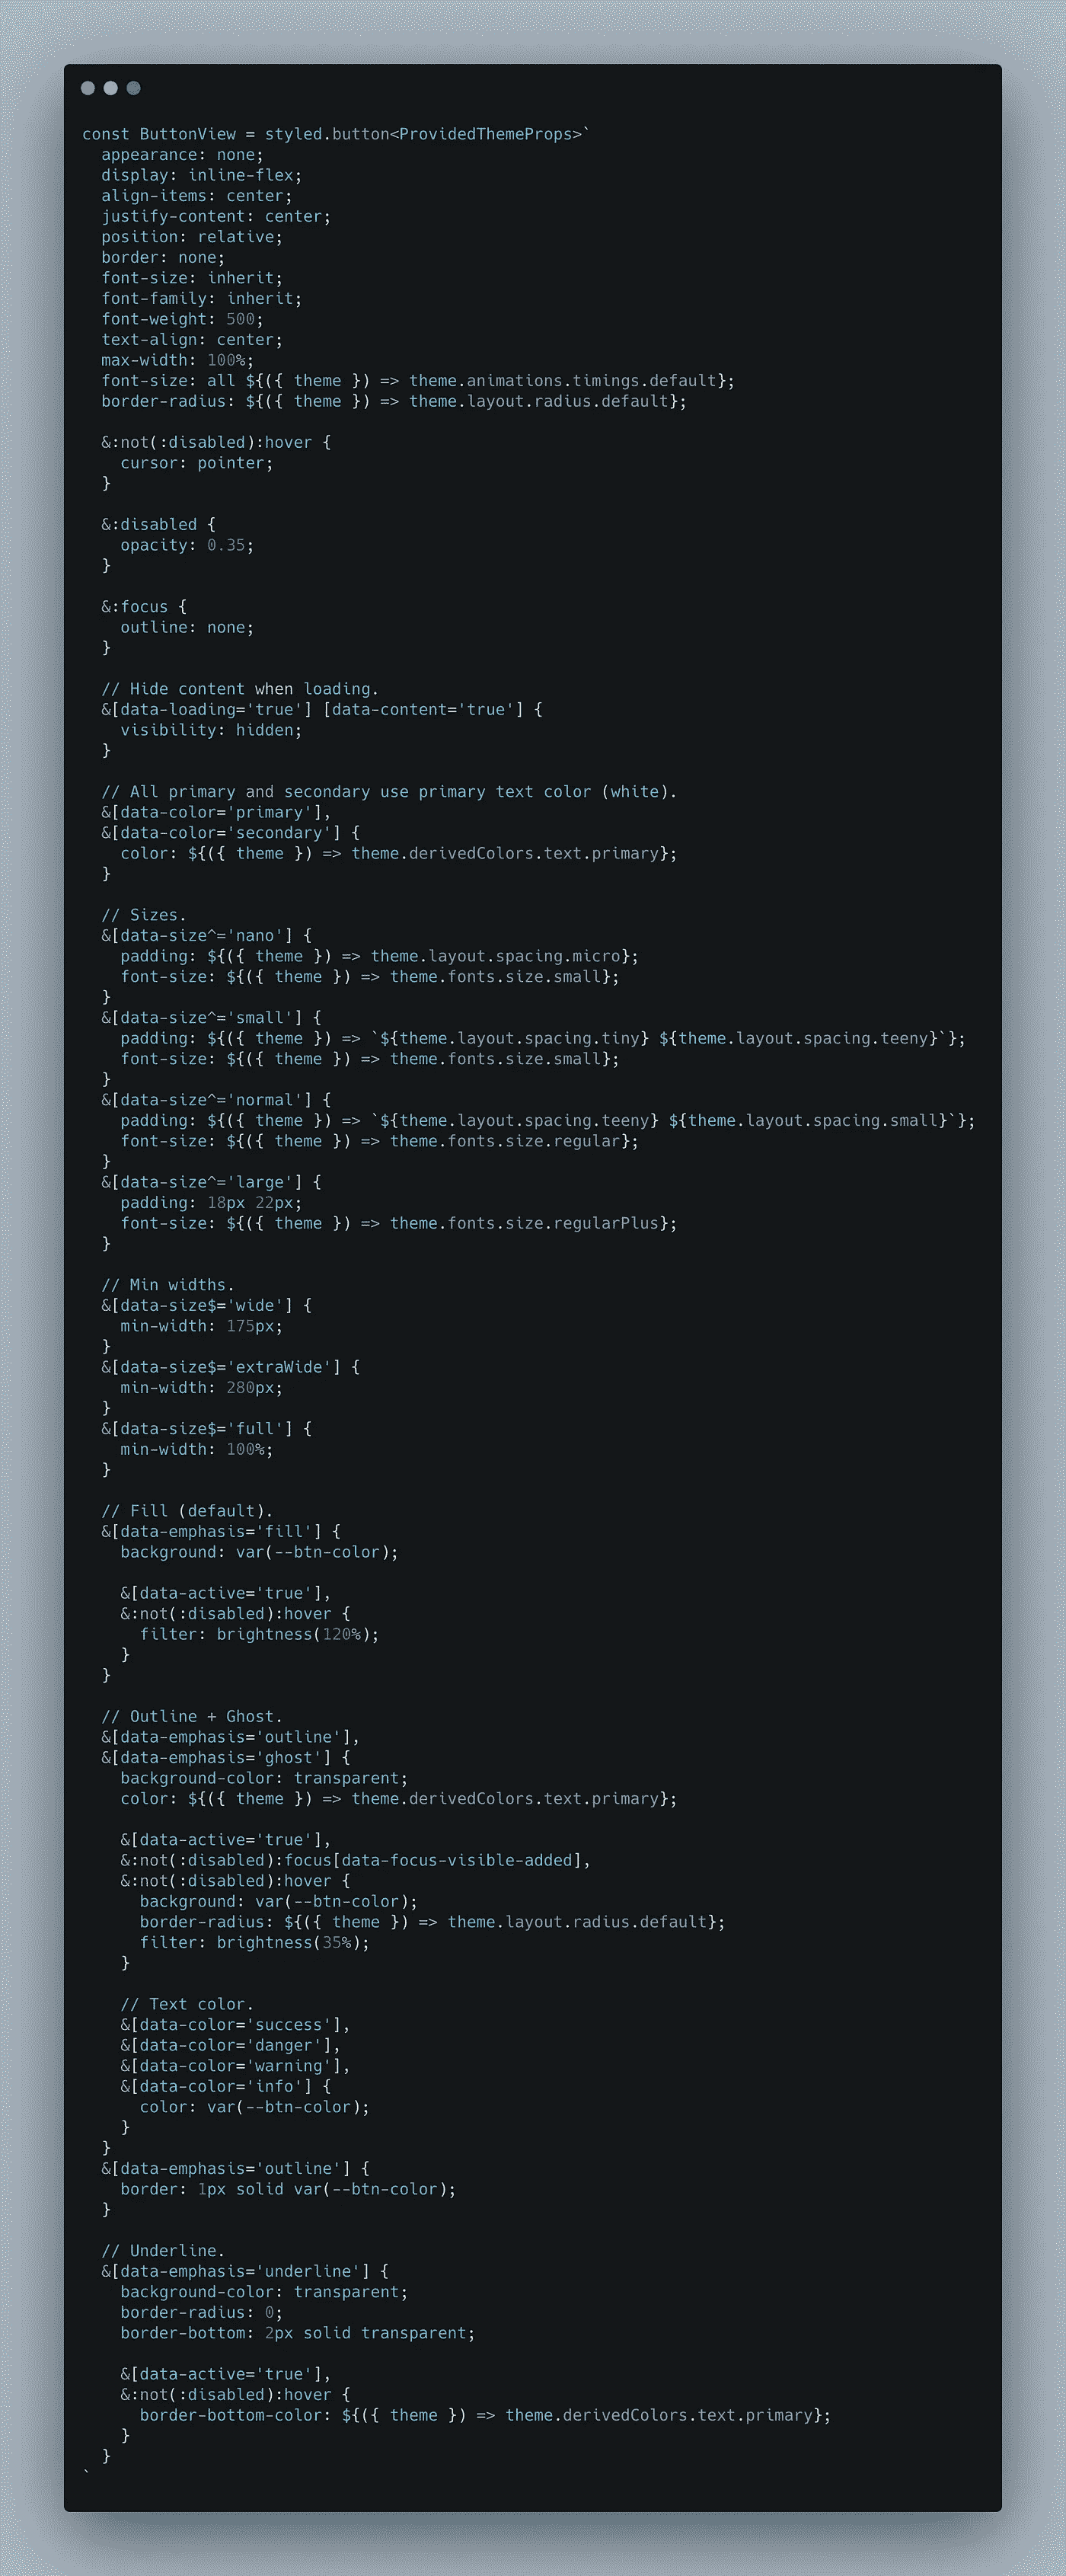 const ButtonView = styled.button<ProvidedThemeProps>`
  appearance: none;
  display: inline-flex;
  align-items: center;
  justify-content: center;
  position: relative;
  border: none;
  font-size: inherit;
  font-family: inherit;
  font-weight: 500;
  text-align: center;
  max-width: 100%;
  font-size: all ${({ theme }) => theme.animations.timings.default};
  border-radius: ${({ theme }) => theme.layout.radius.default};

  &:not(:disabled):hover {
    cursor: pointer;
  }

  &:disabled {
    opacity: 0.35;
  }

  &:focus {
    outline: none;
  }

  // Hide content when loading.
  &[data-loading='true'] [data-content='true'] {
    visibility: hidden;
  }

  // All primary and secondary use primary text color (white).
  &[data-color='primary'],
  &[data-color='secondary'] {
    color: ${({ theme }) => theme.derivedColors.text.primary};
  }

  // Sizes.
  &[data-size^='nano'] {
    padding: ${({ theme }) => theme.layout.spacing.micro};
    font-size: ${({ theme }) => theme.fonts.size.small};
  }
  &[data-size^='small'] {
    padding: ${({ theme }) => `${theme.layout.spacing.tiny} ${theme.layout.spacing.teeny}`};
    font-size: ${({ theme }) => theme.fonts.size.small};
  }
  &[data-size^='normal'] {
    padding: ${({ theme }) => `${theme.layout.spacing.teeny} ${theme.layout.spacing.small}`};
    font-size: ${({ theme }) => theme.fonts.size.regular};
  }
  &[data-size^='large'] {
    padding: 18px 22px;
    font-size: ${({ theme }) => theme.fonts.size.regularPlus};
  }

  // Min widths.
  &[data-size$='wide'] {
    min-width: 175px;
  }
  &[data-size$='extraWide'] {
    min-width: 280px;
  }
  &[data-size$='full'] {
    min-width: 100%;
  }

  // Fill (default).
  &[data-emphasis='fill'] {
    background: var(--btn-color);

    &[data-active='true'],
    &:not(:disabled):hover {
      filter: brightness(120%);
    }
  }

  // Outline + Ghost.
  &[data-emphasis='outline'],
  &[data-emphasis='ghost'] {
    background-color: transparent;
    color: ${({ theme }) => theme.derivedColors.text.primary};

    &[data-active='true'],
    &:not(:disabled):focus[data-focus-visible-added],
    &:not(:disabled):hover {
      background: var(--btn-color);
      border-radius: ${({ theme }) => theme.layout.radius.default};
      filter: brightness(35%);
    }

    // Text color.
    &[data-color='success'],
    &[data-color='danger'],
    &[data-color='warning'],
    &[data-color='info'] {
      color: var(--btn-color);
    }
  }
  &[data-emphasis='outline'] {
    border: 1px solid var(--btn-color);
  }

  // Underline.
  &[data-emphasis='underline'] {
    background-color: transparent;
    border-radius: 0;
    border-bottom: 2px solid transparent;

    &[data-active='true'],
    &:not(:disabled):hover {
      border-bottom-color: ${({ theme }) => theme.derivedColors.text.primary};
    }
  }
`